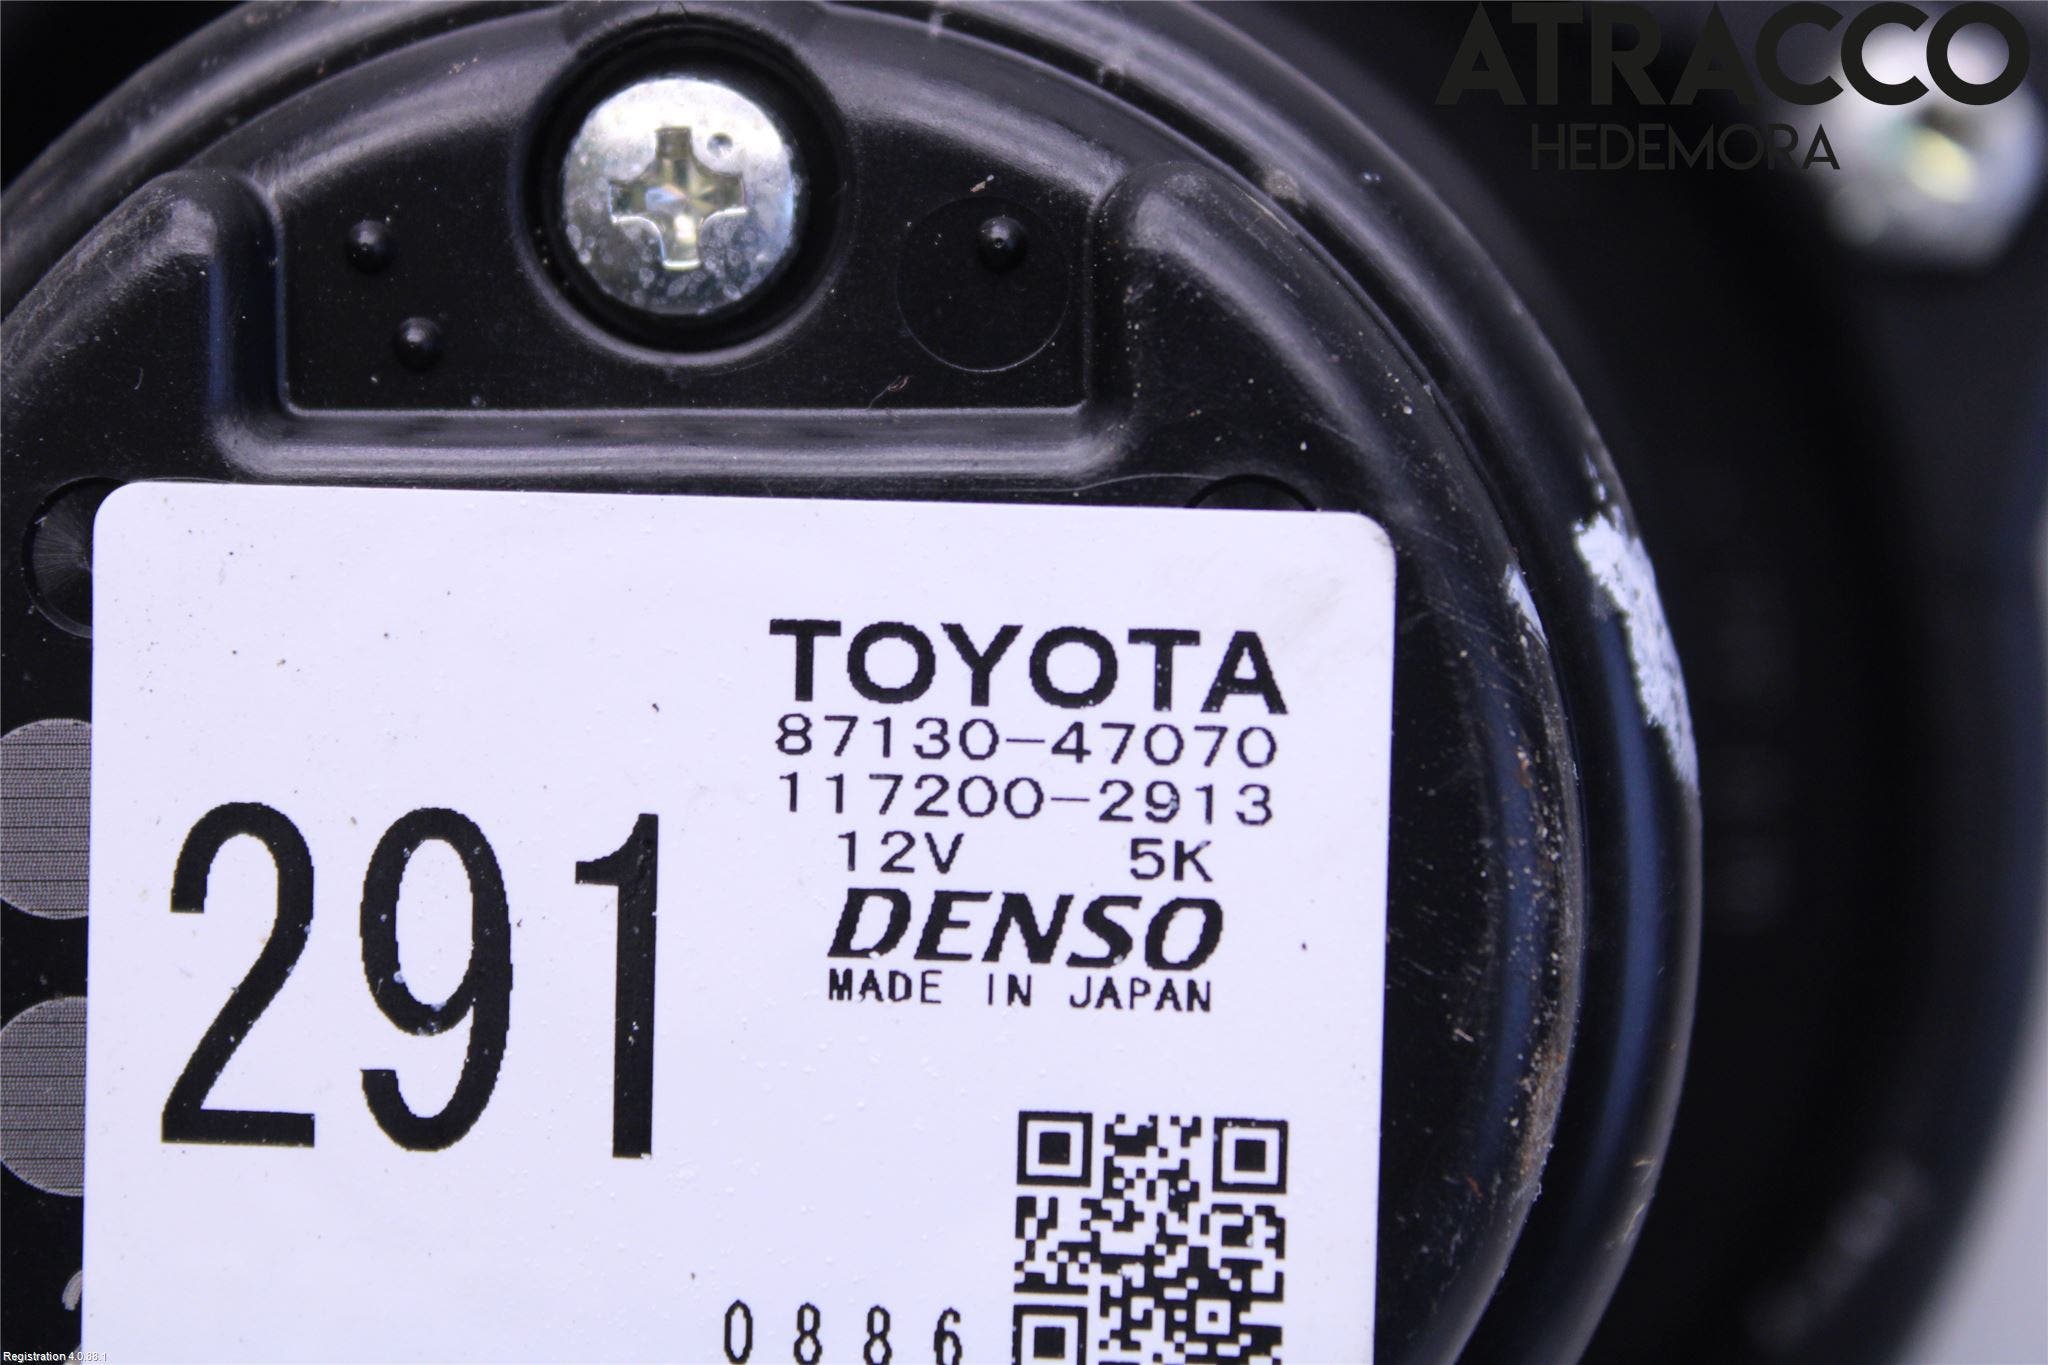 ATRACCO
HEDEMORA
TOYOTA
87130-47070
117200-2913
12V 5K
DENSO
MADE IN JAPAN
291
0886
Registration 4.0.88.1